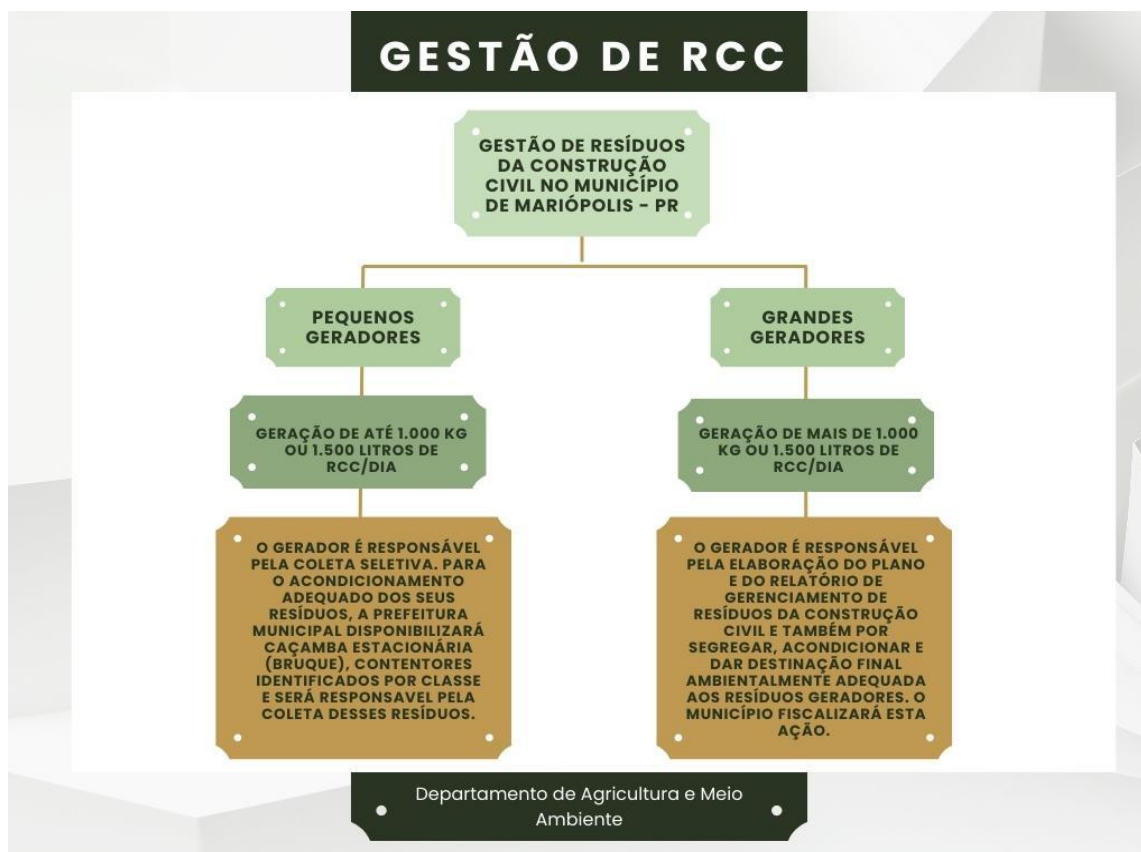 GESTÃO DE RCC
GESTÃO DE RESÍDUOS
DA CONSTRUÇÃO
CIVIL NO MUNICÍPIO
DE MARIÓPOLIS - PR
PEQUENOS
GERADORES
GERAÇÃO DE ATÉ 1.000 KG
OU 1.500 LITROS DE
RCC/DIA
O GERADOR É RESPONSÁVEL
PELA COLETA SELETIVA. PARA
O ACONDICIONAMENTO
ADEQUADO DOS SEUS
RESÍDUOS, A PREFEITURA
MUNICIPAL DISPONIBILIZARÁ
CAÇAMBA ESTACIONÁRIA
(BRUQUE), CONTENTORES
IDENTIFICADOS POR CLASSE
E SERÁ RESPONSAVEL PELA
COLETA DESSES RESÍDUOS.
GRANDES
GERADORES
GERAÇÃO DE MAIS DE 1.000
KG OU 1.500 LITROS DE
RCC/DIA
O GERADOR É RESPONSÁVEL
PELA ELABORAÇÃO DO PLANO
E DO RELATÓRIO DE
GERENCIAMENTO DE
RESÍDUOS DA CONSTRUÇÃO
CIVIL E TAMBÉM POR
SEGREGAR, ACONDICIONAR E
DAR DESTINAÇÃO FINAL
AMBIENTALMENTE ADEQUADA
AOS RESÍDUOS GERADORES. O
MUNICÍPIO FISCALIZARÁ ESTA
AÇÃO.
Departamento de Agricultura e Meio
Ambiente